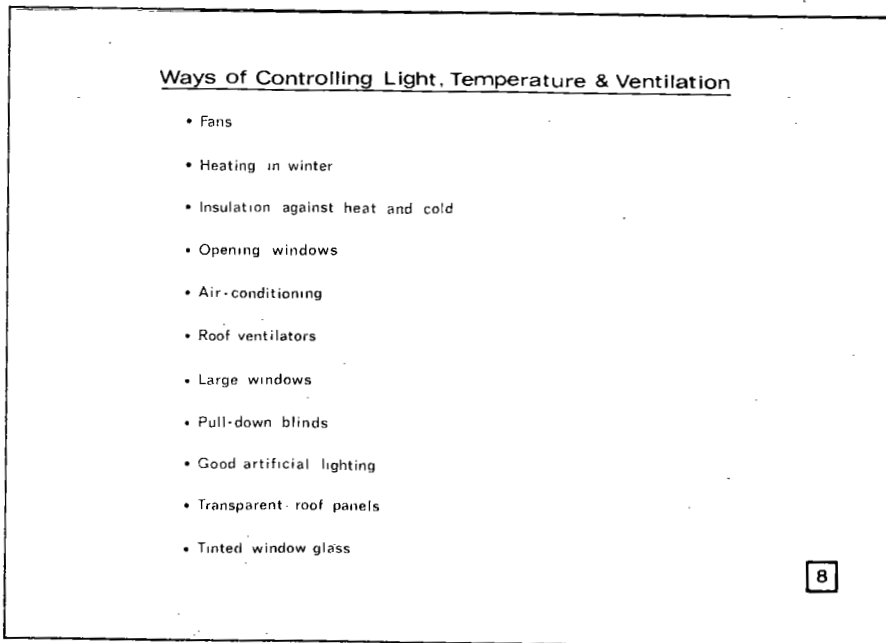 Ways of Controlling Light, Temperature & Ventilation
• Fans
• Heating in winter
• Insulation against heat and cold
• Opening windows
• Air-conditioning
• Roof ventilators
• Large windows
• Pull-down blinds
• Good artificial lighting
• Transparent roof panels
• Tinted window glass
8